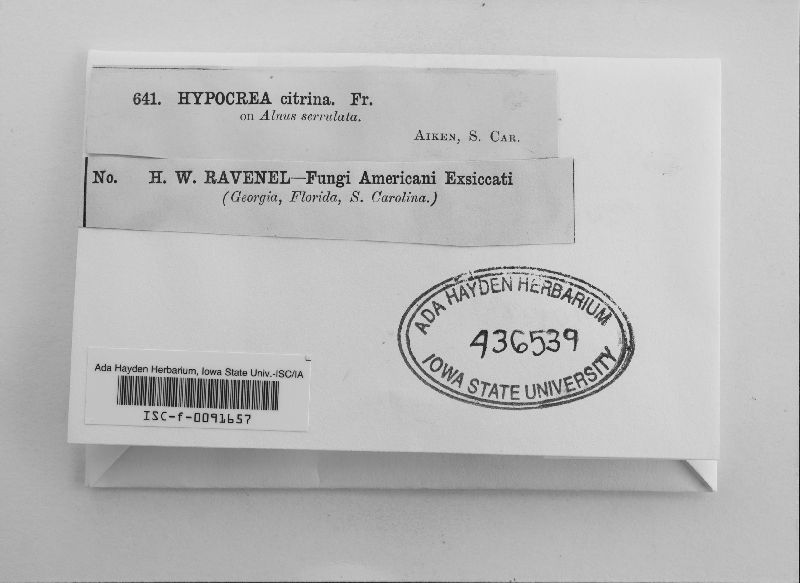 641. HYPOCREA citrina. Fr.
on Alnus serrulata.
AIKEN, S. CAR.
No. H. W. RAVENEL—Fungi Americani Exsiccati
(Georgia, Florida, S. Carolina.)
ADA HAYDEN HERBARIUM
436539
IOWA STATE UNIVERSITY
Ada Hayden Herbarium, Iowa State Univ.-ISC/IA
ISC-f-0091657